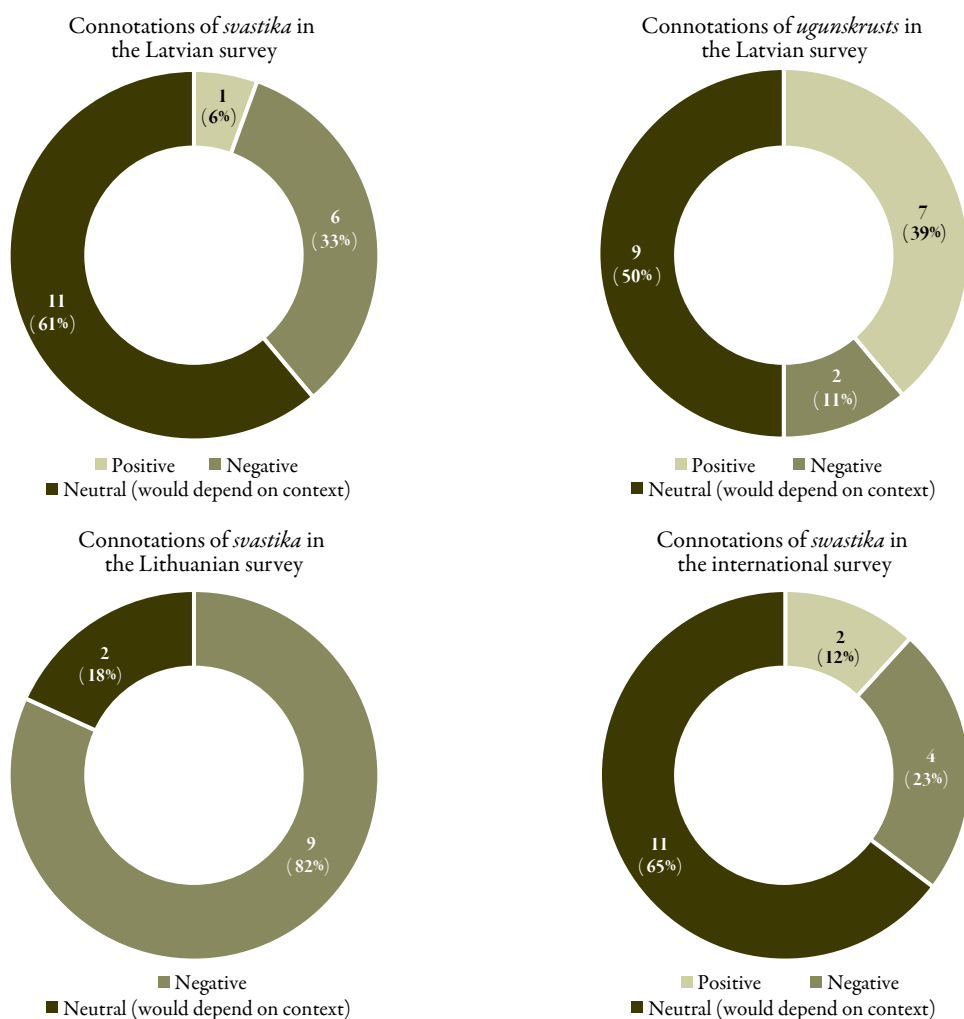 Connotations of svastika in
the Latvian survey
1
(6%)
6
(33%)
11
(61%)
Positive
Negative
Neutral (would depend on context)
Connotations of ugunskrusts in
the Latvian survey
7
(39%)
9
(50%)
2
(11%)
Positive
Negative
Neutral (would depend on context)
Connotations of svastika in
the Lithuanian survey
2
(18%)
9
(82%)
Negative
Neutral (would depend on context)
Connotations of swastika in
the international survey
2
(12%)
4
(23%)
11
(65%)
Positive
Negative
Neutral (would depend on context)